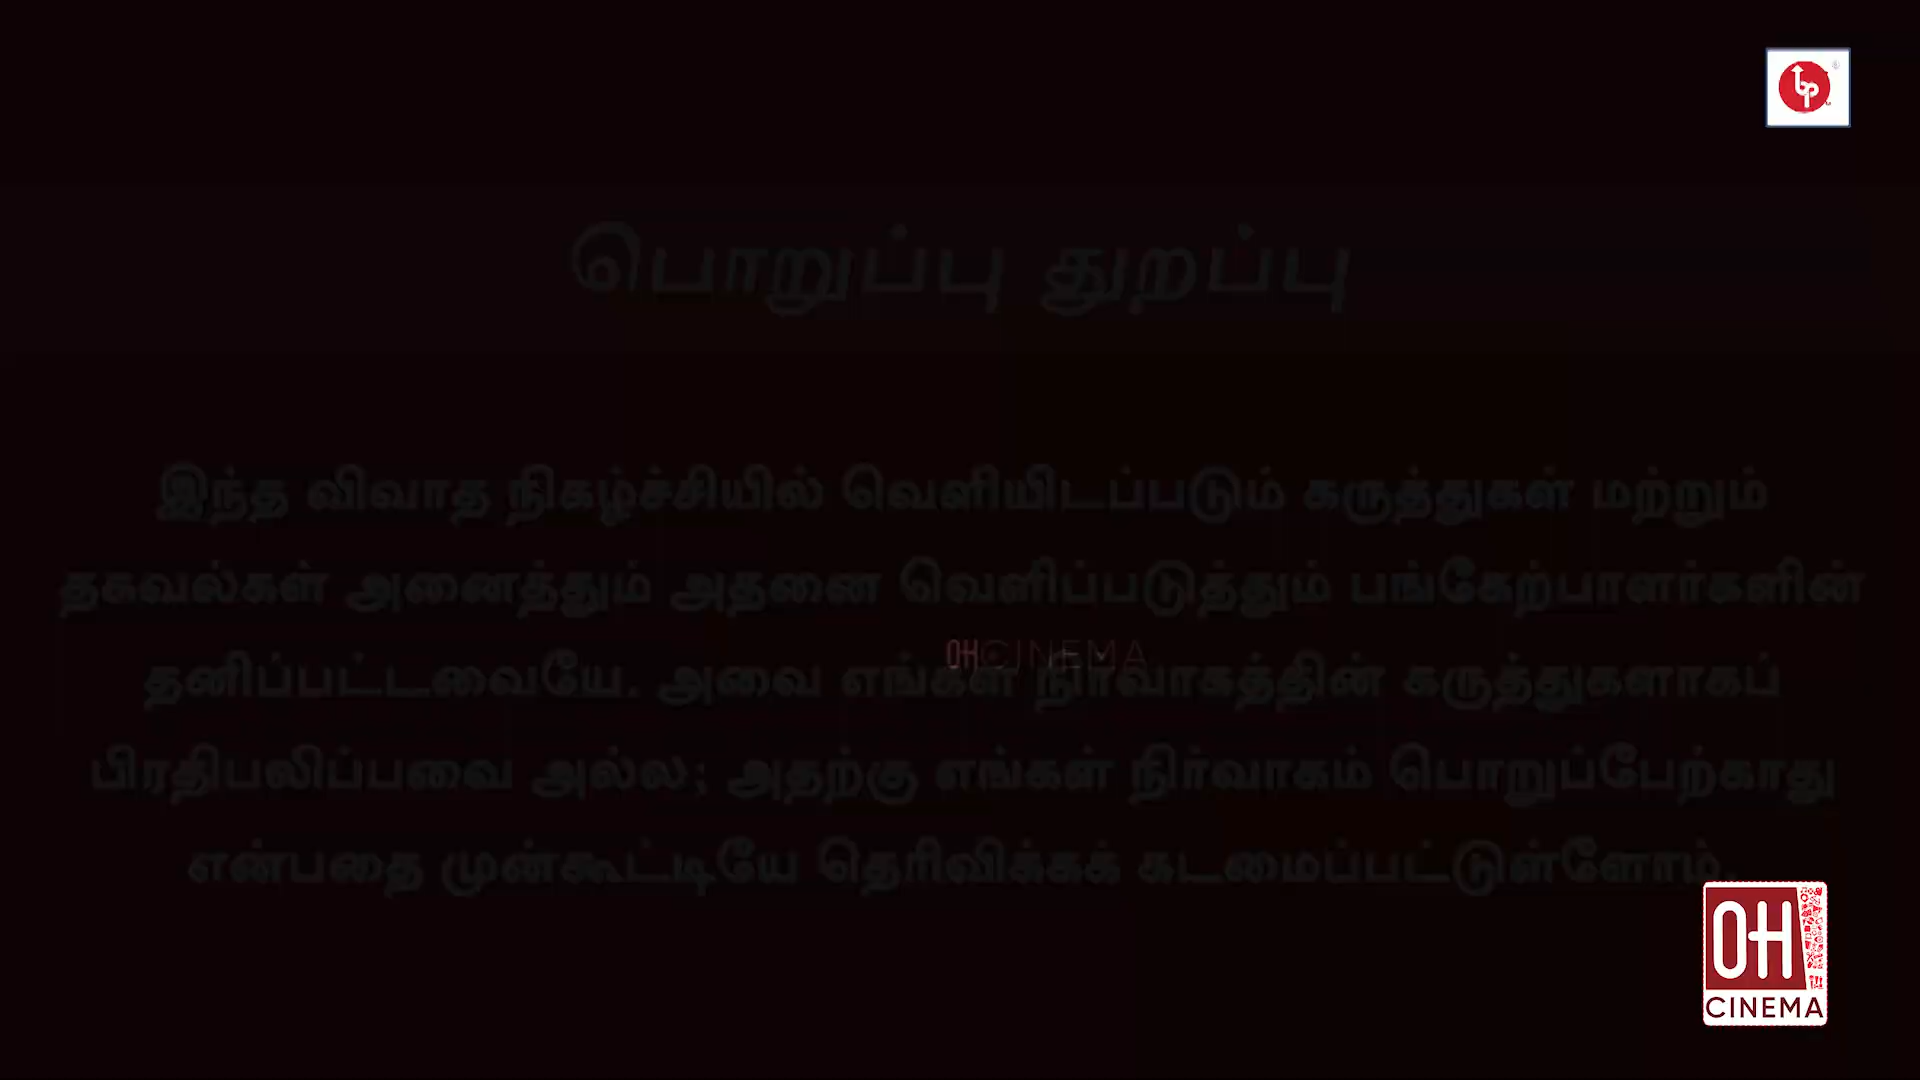 பொறுப்பு துறப்பு
இந்த விவாத நிகழ்ச்சியில் வெளியிடப்படும் கருத்துகள் மற்றும்
தகவல்கள் அனைத்தும் அதனை வெளிப்படுத்தும் பங்கேற்பாளர்களின்
OHCINEMA
தனிப்பட்டவையே. அவை எங்கள் நிர்வாகத்தின் கருத்துகளாகப்
பிரதிபலிப்பவை அல்ல; அதற்கு எங்கள் நிர்வாகம் பொறுப்பேற்காது
என்பதை முன்கூட்டியே தெரிவிக்கக் கடமைப்பட்டுள்ளோம்.
OH
CINEMA